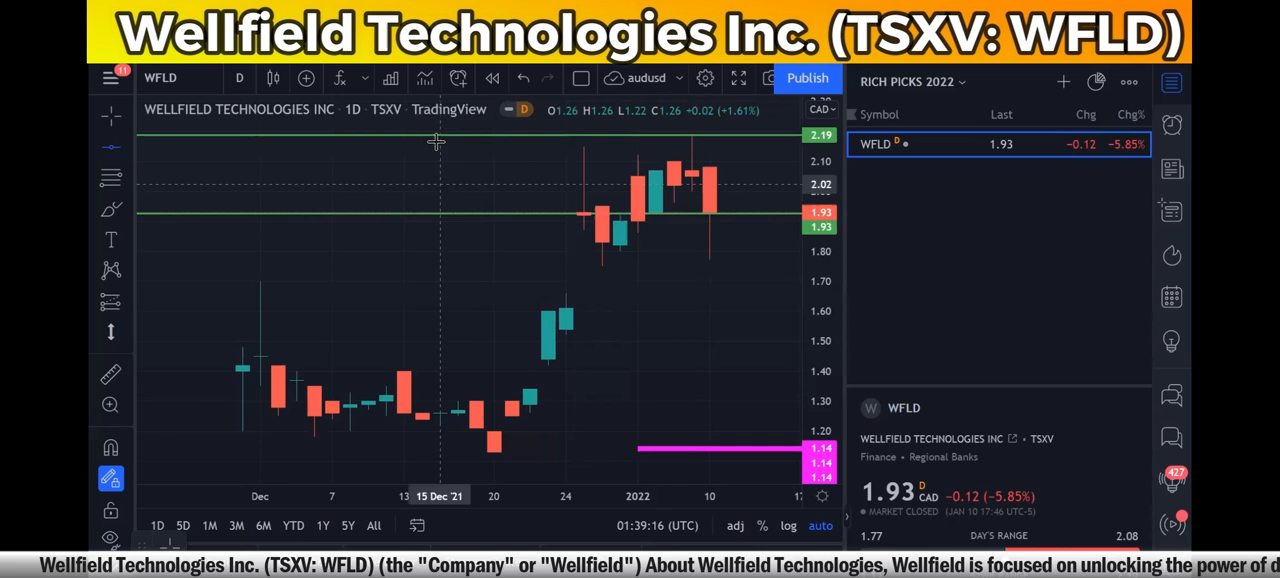 Wellfield Technologies Inc. (TSXV: WFLD)
11
WFLD D audusd Publish
WELLFIELD TECHNOLOGIES INC · 1D · TSXV · TradingView D O1.26 H1.26 L1.22 C1.26 +0.02 (+1.61%)
CAD
2.19
2.10
2.02
1.93
1.93
1.80
1.70
1.60
1.50
1.40
1.30
1.20
1.14
1.14
1.14
Dec 7 13 15 Dec '21 20 24 2022 10
1D 5D 1M 3M 6M YTD 1Y 5Y All 01:39:16 (UTC) adj % log auto
RICH PICKS 2022
Symbol Last Chg Chg%
WFLD D 1.93 −0.12 −5.85%
W WFLD
WELLFIELD TECHNOLOGIES INC · TSXV
Finance · Regional Banks
1.93 D CAD −0.12 (−5.85%)
MARKET CLOSED (JAN 10 17:46 UTC-5)
1.77 DAY'S RANGE 2.08
427
Wellfield Technologies Inc. (TSXV: WFLD) (the "Company" or "Wellfield") About Wellfield Technologies, Wellfield is focused on unlocking the power of